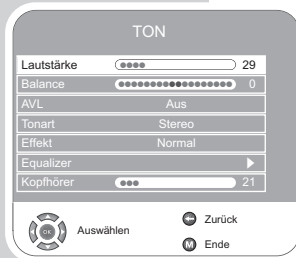 TON
Lautstärke 29
Balance 0
AVL Aus
Tonart Stereo
Effekt Normal
Equalizer
Kopfhörer 21
OK Auswählen
Zurück
M Ende